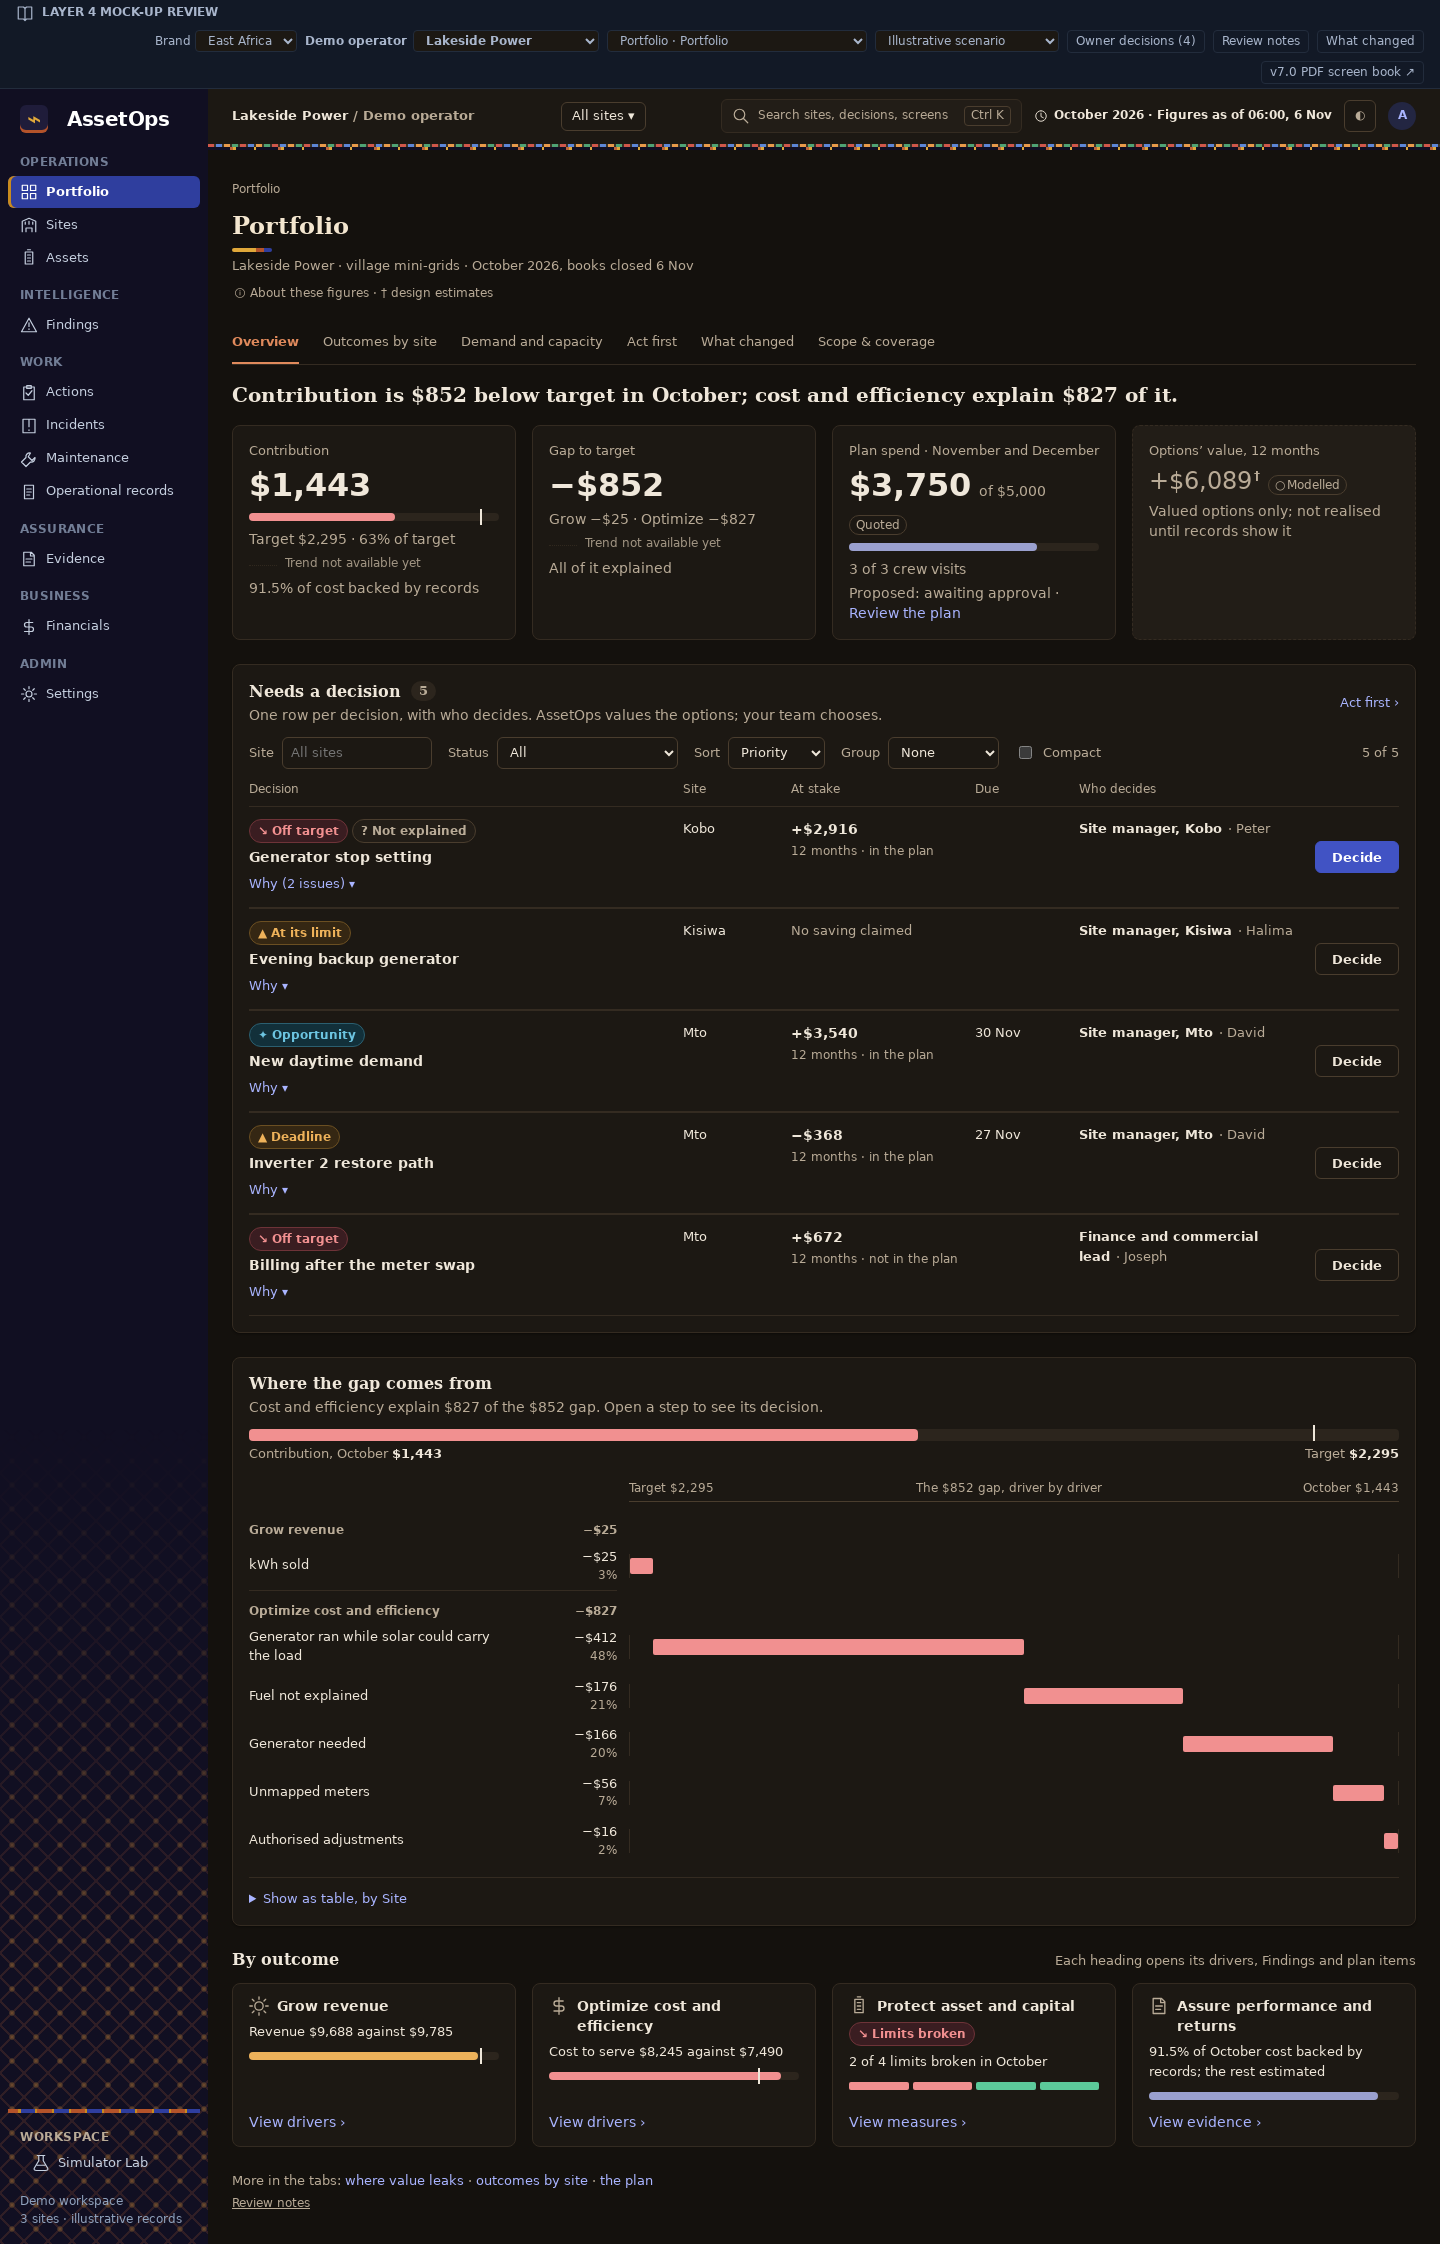 LAYER 4 MOCK-UP REVIEW
Brand East Africa Demo operator Lakeside Power Portfolio · Portfolio Illustrative scenario Owner decisions (4) Review notes What changed
v7.0 PDF screen book ↗
AssetOps
OPERATIONS
Portfolio
Sites
Assets
INTELLIGENCE
Findings
WORK
Actions
Incidents
Maintenance
Operational records
ASSURANCE
Evidence
BUSINESS
Financials
ADMIN
Settings
WORKSPACE
Simulator Lab
Demo workspace
3 sites · illustrative records
Lakeside Power / Demo operator All sites ▾ Search sites, decisions, screens Ctrl K October 2026 · Figures as of 06:00, 6 Nov A
Portfolio
Portfolio
Lakeside Power · village mini-grids · October 2026, books closed 6 Nov
About these figures · † design estimates
Overview Outcomes by site Demand and capacity Act first What changed Scope & coverage
Contribution is $852 below target in October; cost and efficiency explain $827 of it.
Contribution
$1,443
Target $2,295 · 63% of target
Trend not available yet
91.5% of cost backed by records
Gap to target
−$852
Grow −$25 · Optimize −$827
Trend not available yet
All of it explained
Plan spend · November and December
$3,750 of $5,000
Quoted
3 of 3 crew visits
Proposed: awaiting approval ·
Review the plan
Options’ value, 12 months
+$6,089† ○ Modelled
Valued options only; not realised
until records show it
Needs a decision 5
One row per decision, with who decides. AssetOps values the options; your team chooses.
Act first ›
Site All sites Status All Sort Priority Group None Compact 5 of 5
Decision Site At stake Due Who decides
↘ Off target ? Not explained Kobo +$2,916 Site manager, Kobo · Peter
Generator stop setting 12 months · in the plan Decide
Why (2 issues) ▾
▲ At its limit Kisiwa No saving claimed Site manager, Kisiwa · Halima
Evening backup generator Decide
Why ▾
✦ Opportunity Mto +$3,540 30 Nov Site manager, Mto · David
New daytime demand 12 months · in the plan Decide
Why ▾
▲ Deadline Mto −$368 27 Nov Site manager, Mto · David
Inverter 2 restore path 12 months · in the plan Decide
Why ▾
↘ Off target Mto +$672 Finance and commercial
lead · Joseph
Billing after the meter swap 12 months · not in the plan Decide
Why ▾
Where the gap comes from
Cost and efficiency explain $827 of the $852 gap. Open a step to see its decision.
Contribution, October $1,443 Target $2,295
Target $2,295 The $852 gap, driver by driver October $1,443
Grow revenue −$25
kWh sold −$25
3%
Optimize cost and efficiency −$827
Generator ran while solar could carry
the load
−$412
48%
Fuel not explained −$176
21%
Generator needed −$166
20%
Unmapped meters −$56
7%
Authorised adjustments −$16
2%
▶ Show as table, by Site
By outcome
Each heading opens its drivers, Findings and plan items
Grow revenue
Revenue $9,688 against $9,785
View drivers ›
Optimize cost and
efficiency
Cost to serve $8,245 against $7,490
View drivers ›
Protect asset and capital
↘ Limits broken
2 of 4 limits broken in October
View measures ›
Assure performance and
returns
91.5% of October cost backed by
records; the rest estimated
View evidence ›
More in the tabs: where value leaks · outcomes by site · the plan
Review notes